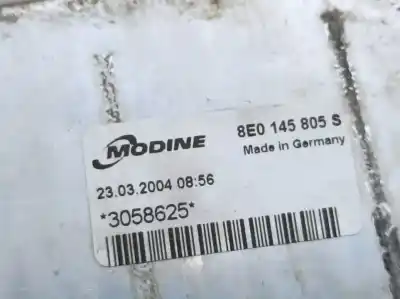 MODINE
8E0 145 805 S
Made in Germany
23.03.2004 08:56
*3058625*